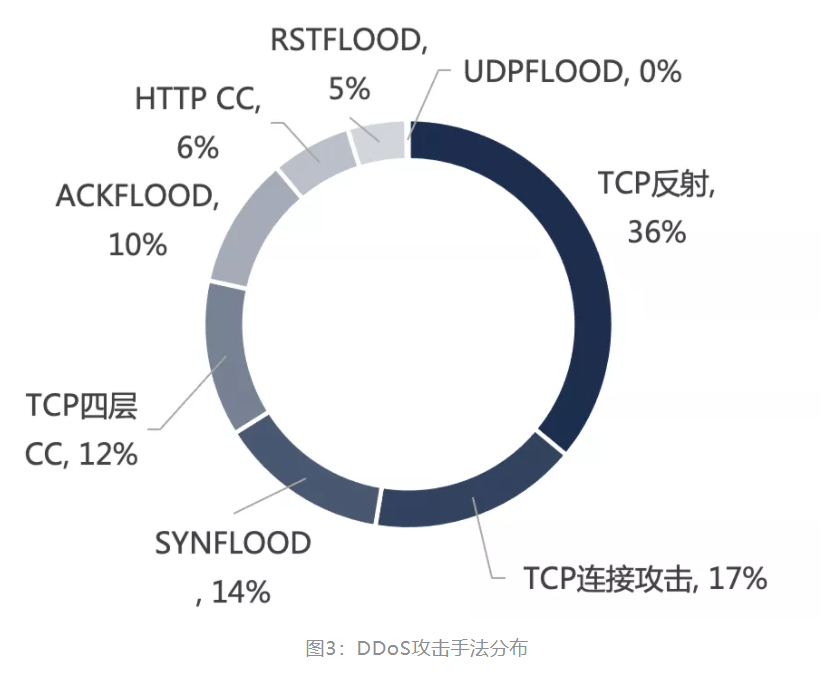 RSTFLOOD,
5%
UDPFLOOD, 0%
HTTP CC,
6%
TCP反射,
36%
ACKFLOOD,
10%
TCP四层
CC, 12%
SYNFLOOD
, 14%
TCP连接攻击, 17%
图3：DDoS攻击手法分布